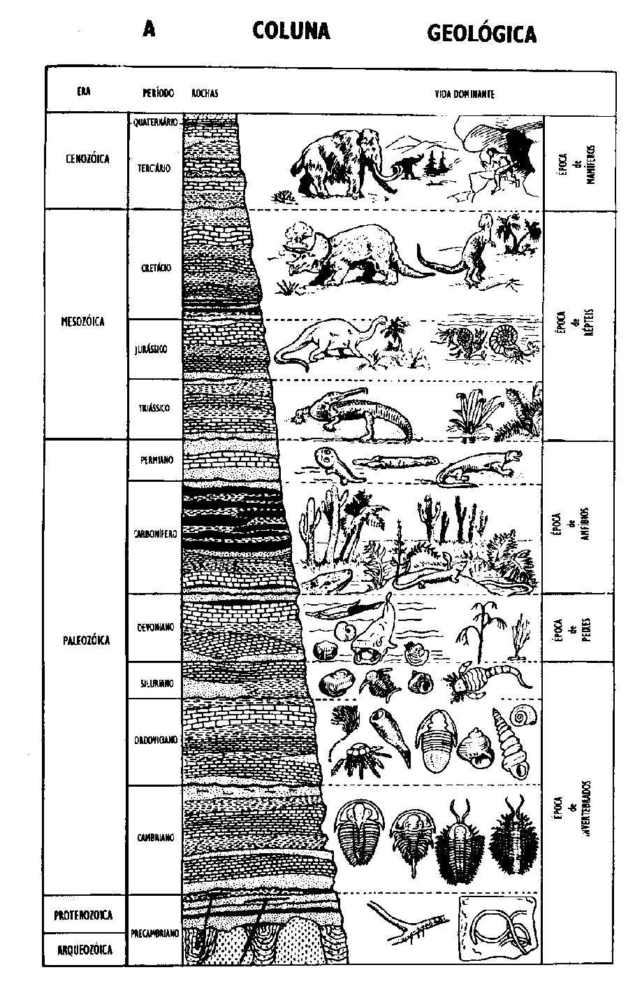 A COLUNA GEOLÓGICA
ERA PERÍODO ROCHAS VIDA DOMINANTE
QUATERNÁRIO
CENOZÓICA
TERCÁRIO
ÉPOCA
de
MAMÍFEROS
CRETÁCIO
MESOZÓICA
JURÁSSICO
TRIÁSSICO
ÉPOCA
de
RÉPTEIS
PERMIANO
CARBONÍFERO
ÉPOCA
de
ANFÍBIOS
PALEOZÓICA
DEVONIANO
ÉPOCA
de
PEIXES
SILURIANO
ORDOVICIANO
CAMBRIANO
ÉPOCA
de
INVERTEBRADOS
PROTEROZOICA
PRECAMBRIANO
ARQUEOZÓICA